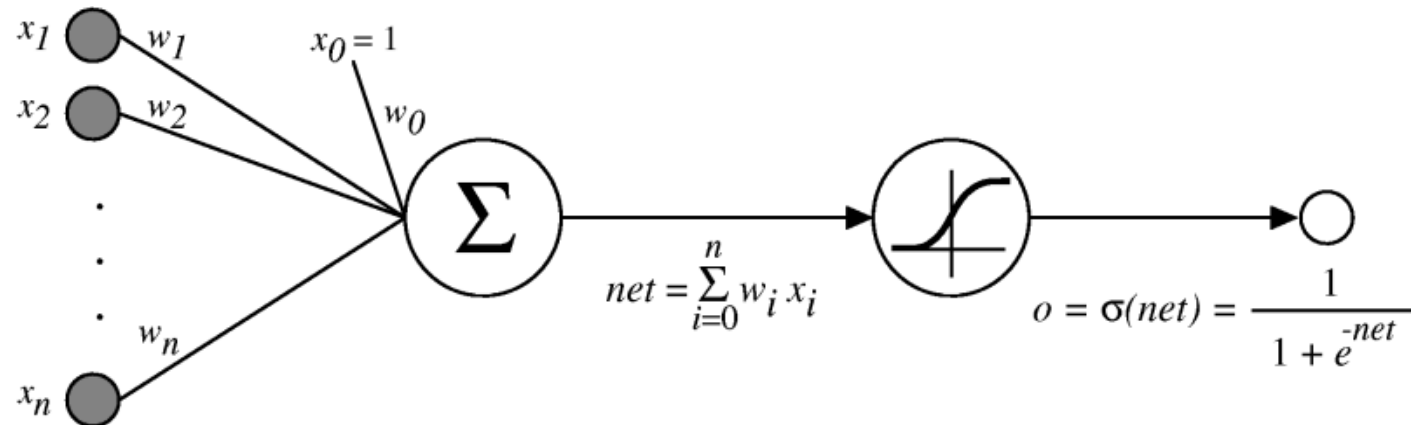 x1 w1
x0 = 1
x2 w2
w0
Σ
.
.
.
net = n∑i=0 wi xi
o = σ(net) = 1 / 1 + e^-net
wn
xn